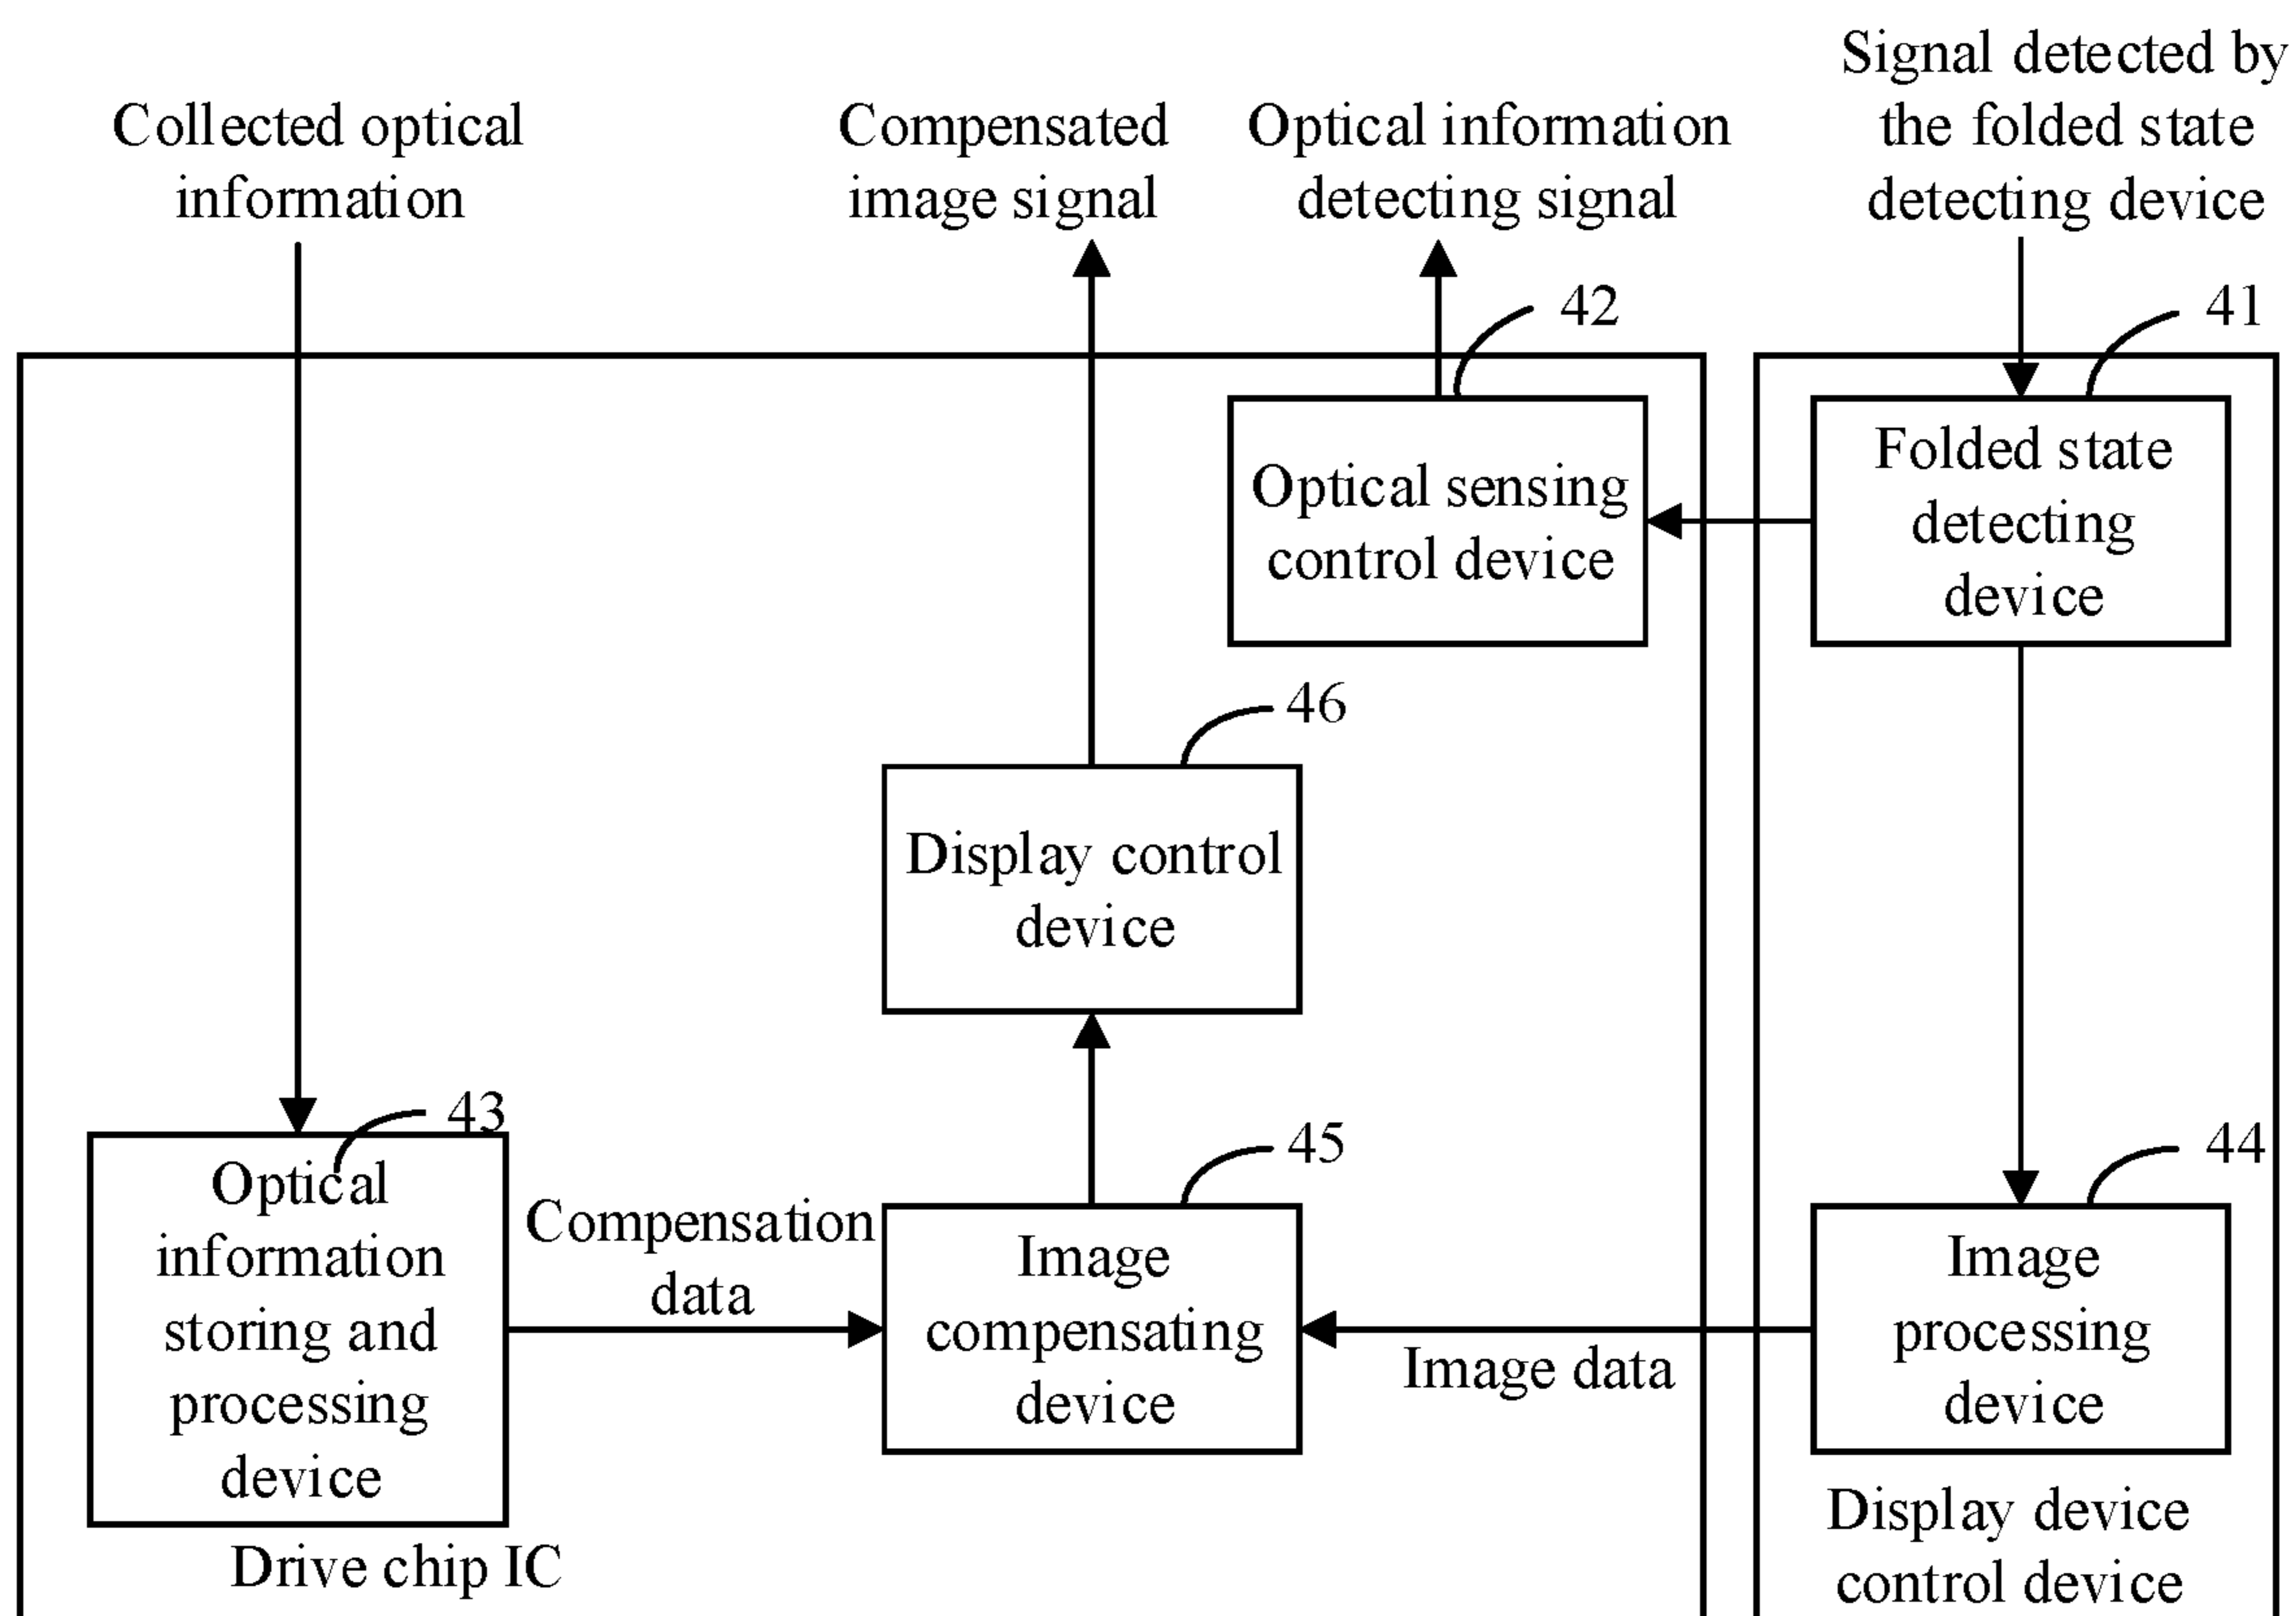 Collected optical
information
Compensated
image signal
Optical information
detecting signal
Signal detected by
the folded state
detecting device
42
41
Optical sensing
control device
Folded state
detecting
device
46
Display control
device
43
Optical
information
storing and
processing
device
Compensation
data
45
Image
compensating
device
Image data
44
Image
processing
device
Drive chip IC
Display device
control device